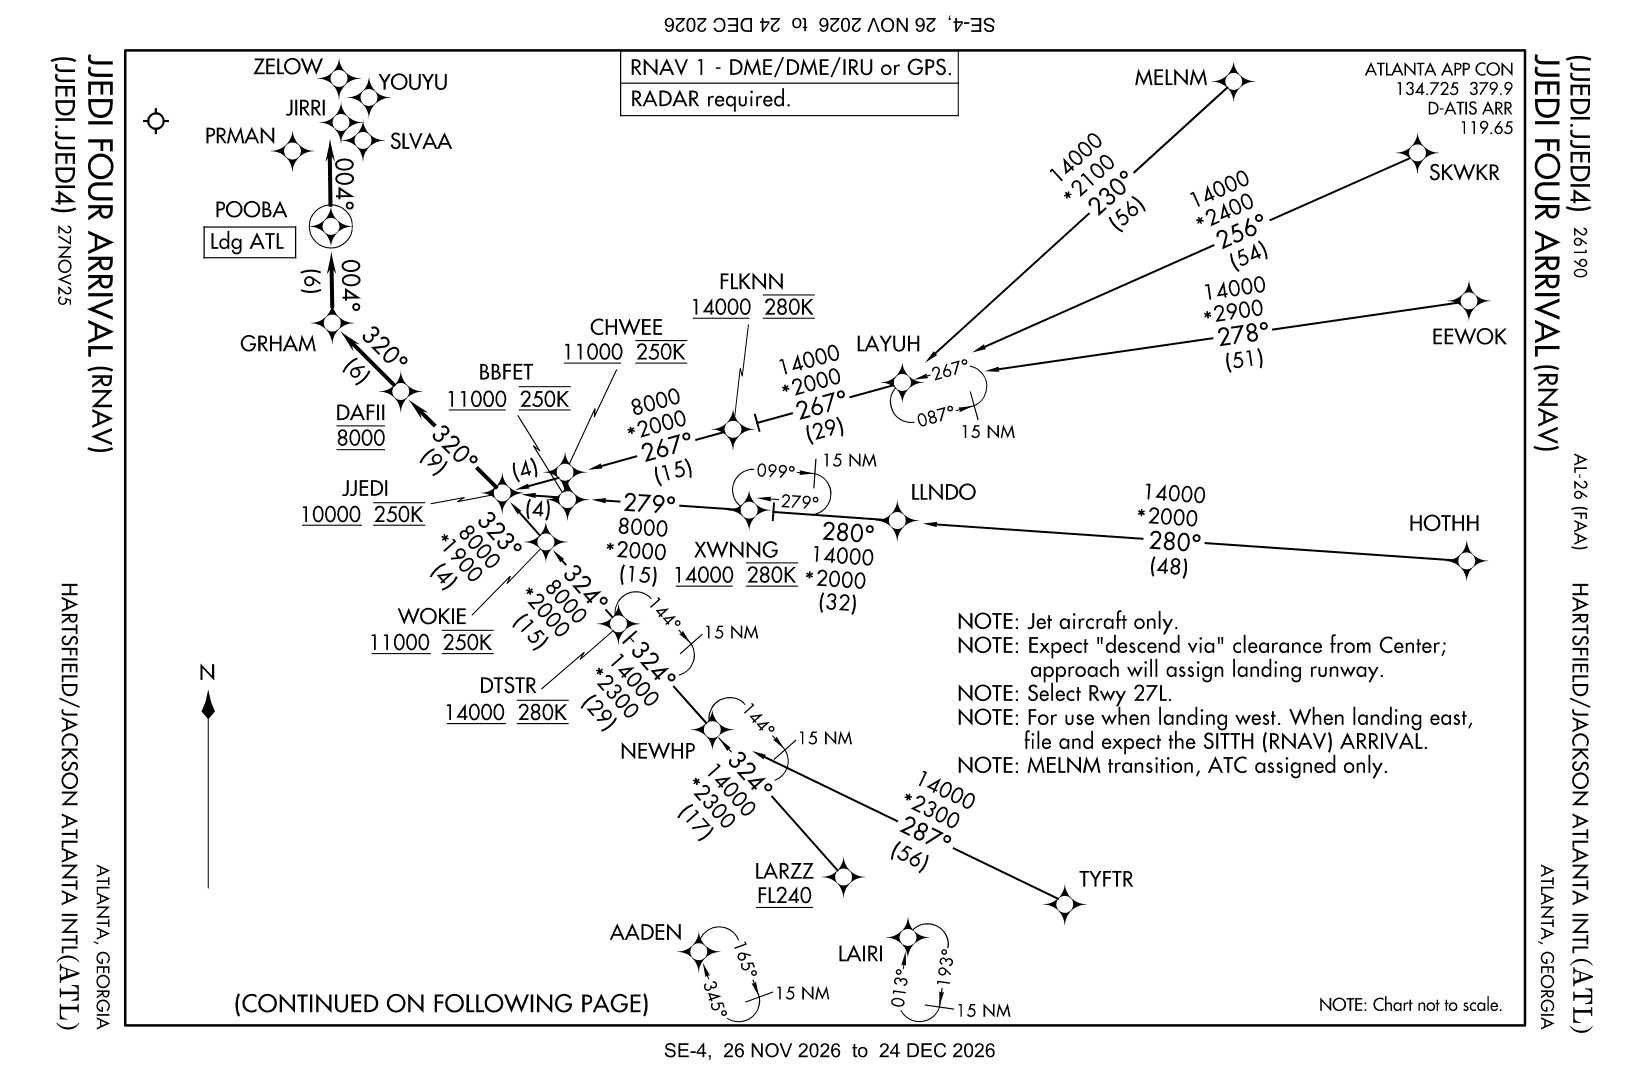 SE-4, 26 NOV 2026 to 24 DEC 2026
(JJEDI.JJEDI4) 27NOV25
JJEDI FOUR ARRIVAL (RNAV)
HARTSFIELD/JACKSON ATLANTA INTL(ATL)
ATLANTA, GEORGIA
(JJEDI.JJEDI4) 26190
JJEDI FOUR ARRIVAL (RNAV)
AL-26 (FAA)
HARTSFIELD/JACKSON ATLANTA INTL(ATL)
ATLANTA, GEORGIA
RNAV 1 - DME/DME/IRU or GPS.
RADAR required.
ATLANTA APP CON
134.725 379.9
D-ATIS ARR
119.65
ZELOW
YOUYU
JIRRI
PRMAN
SLVAA
004°
POOBA
Ldg ATL
004°
(6)
GRHAM
320°
(6)
DAFII
8000
320°
(9)
MELNM
14000
*2100
230°
(56)
SKWKR
14000
*2400
256°
(54)
EEWOK
14000
*2900
278°
(51)
FLKNN
14000 280K
CHWEE
11000 250K
BBFET
11000 250K
LAYUH
267°
087°
15 NM
14000
*2000
267°
(29)
8000
*2000
267°
(15)
(4)
JJEDI
10000 250K
(4)
279°
8000
*2000
(15)
099°
279°
15 NM
XWNNG
14000 280K
280°
14000
*2000
(32)
LLNDO
14000
*2000
280°
(48)
HOTHH
323°
8000
*1900
(4)
WOKIE
11000 250K
324°
8000
*2000
(15)
144°
15 NM
DTSTR
14000 280K
324°
14000
*2300
(29)
NEWHP
144°
15 NM
324°
14000
*2300
(17)
LARZZ
FL240
14000
*2300
287°
(56)
TYFTR
NOTE: Jet aircraft only.
NOTE: Expect "descend via" clearance from Center;
approach will assign landing runway.
NOTE: Select Rwy 27L.
NOTE: For use when landing west. When landing east,
file and expect the SITTH (RNAV) ARRIVAL.
NOTE: MELNM transition, ATC assigned only.
N
AADEN
165°
345°
15 NM
LAIRI
013°
193°
15 NM
(CONTINUED ON FOLLOWING PAGE)
NOTE: Chart not to scale.
SE-4, 26 NOV 2026 to 24 DEC 2026